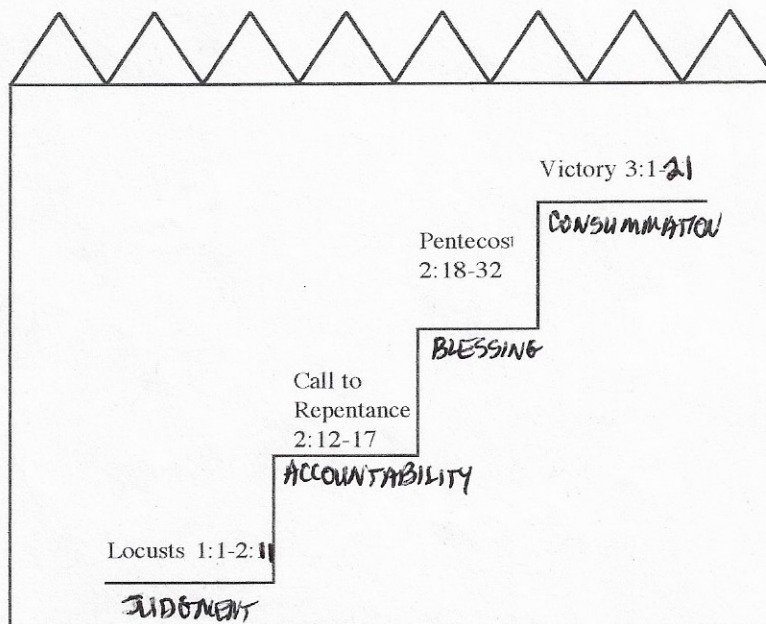 Victory 3:1-21
CONSUMMATION
Pentecost
2:18-32
BLESSING
Call to
Repentance
2:12-17
ACCOUNTABILITY
Locusts 1:1-2:11
JUDGMENT